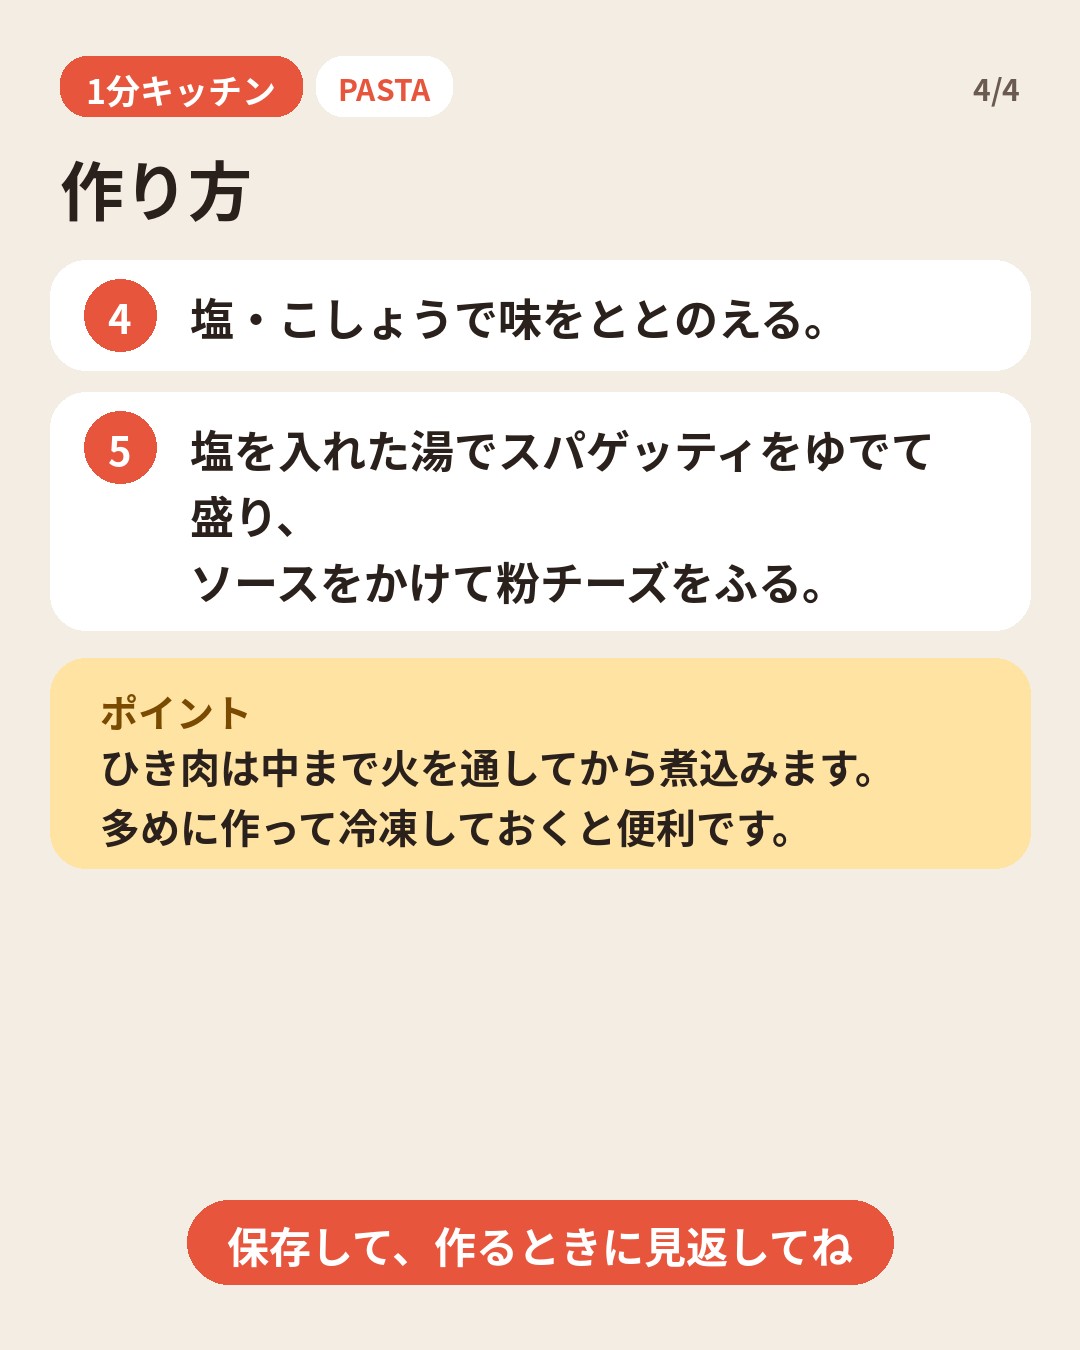 1分キッチン
PASTA
4/4
作り方
4
塩・こしょうで味をととのえる。
5
塩を入れた湯でスパゲッティをゆでて
盛り、
ソースをかけて粉チーズをふる。
ポイント
ひき肉は中まで火を通してから煮込みます。
多めに作って冷凍しておくと便利です。
保存して、作るときに見返してね